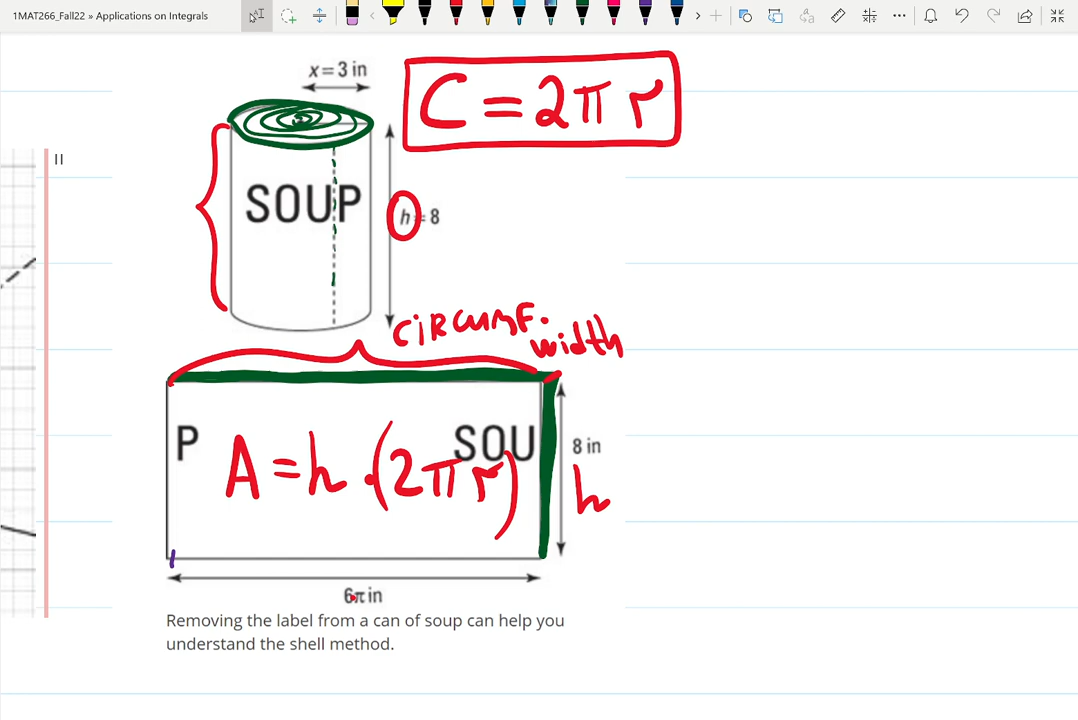 1MAT266_Fall22 » Applications on Integrals
x = 3 in
C = 2πr
11
SOUP
h = 8
CIRCUMF.
width
P
SOU
A = h · (2πr)
8 in
h
6π in
Removing the label from a can of soup can help you
understand the shell method.